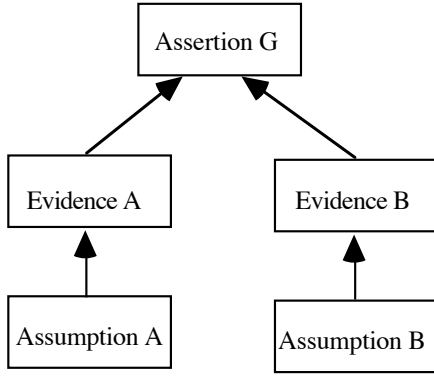 Assertion G
Evidence A
Evidence B
Assumption A
Assumption B